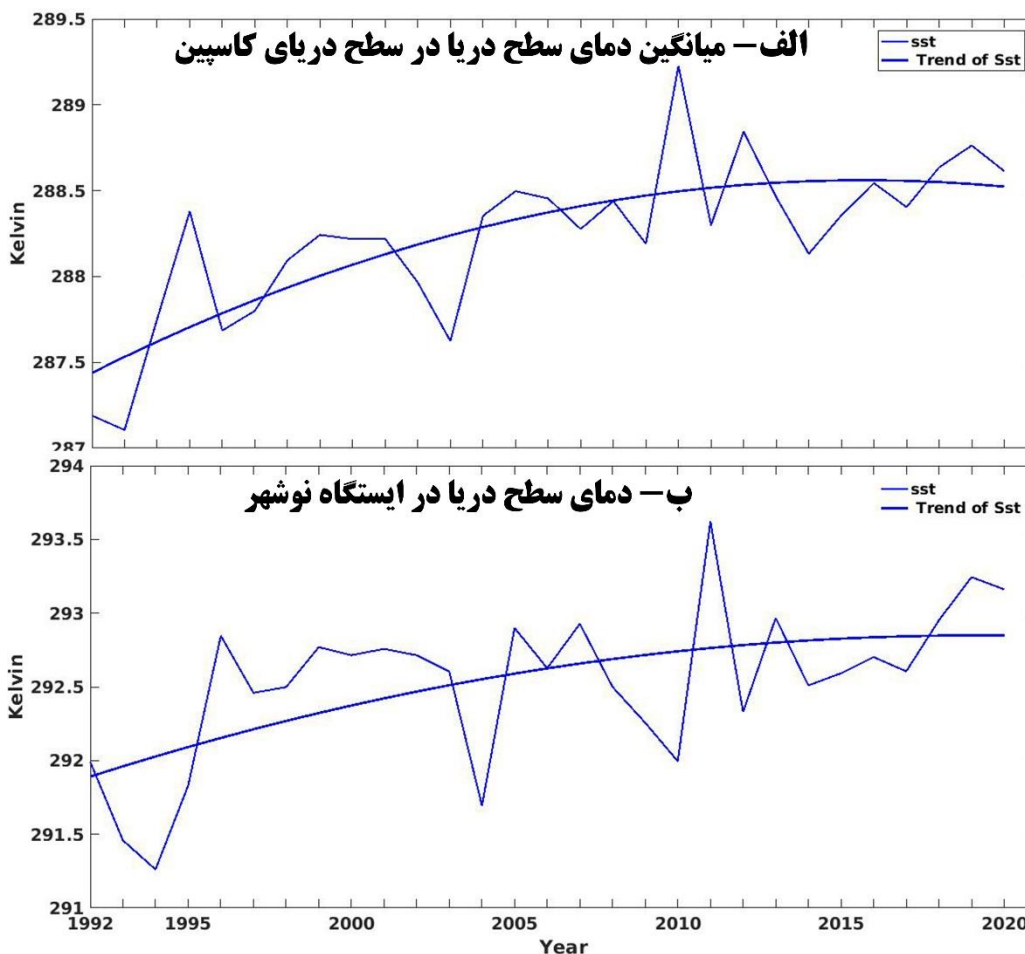 289.5
الف- میانگین دمای سطح دریا در سطح دریای کاسپین
sst
Trend of Sst
289
288.5
288
287.5
287
Kelvin
294
ب- دمای سطح دریا در ایستگاه نوشهر
sst
Trend of Sst
293.5
293
292.5
292
291.5
291
Kelvin
1992 1995 2000 2005 2010 2015 2020
Year